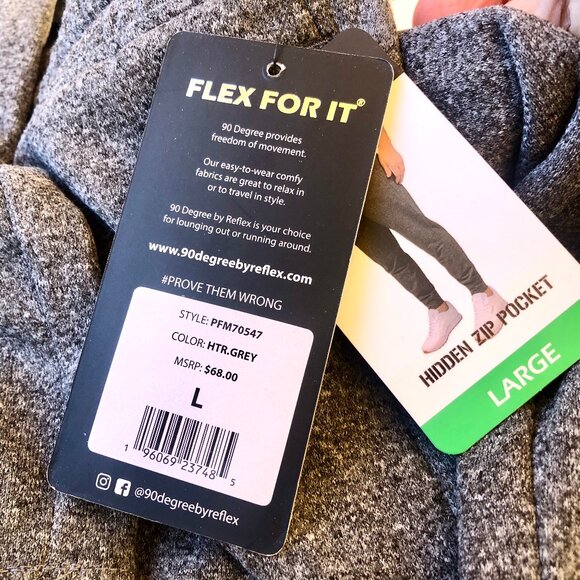 FLEX FOR IT®
90 Degree provides
freedom of movement.
Our easy-to-wear comfy
fabrics are great to relax in
or to travel in style.
90 Degree by Reflex is your choice
for lounging out or running around.
www.90degreebyreflex.com
#PROVE THEM WRONG
STYLE: PFM70547
COLOR: HTR.GREY
MSRP: $68.00
L
1 96069 23748 5
@90degreebyreflex
HIDDEN ZIP POCKET
LARGE